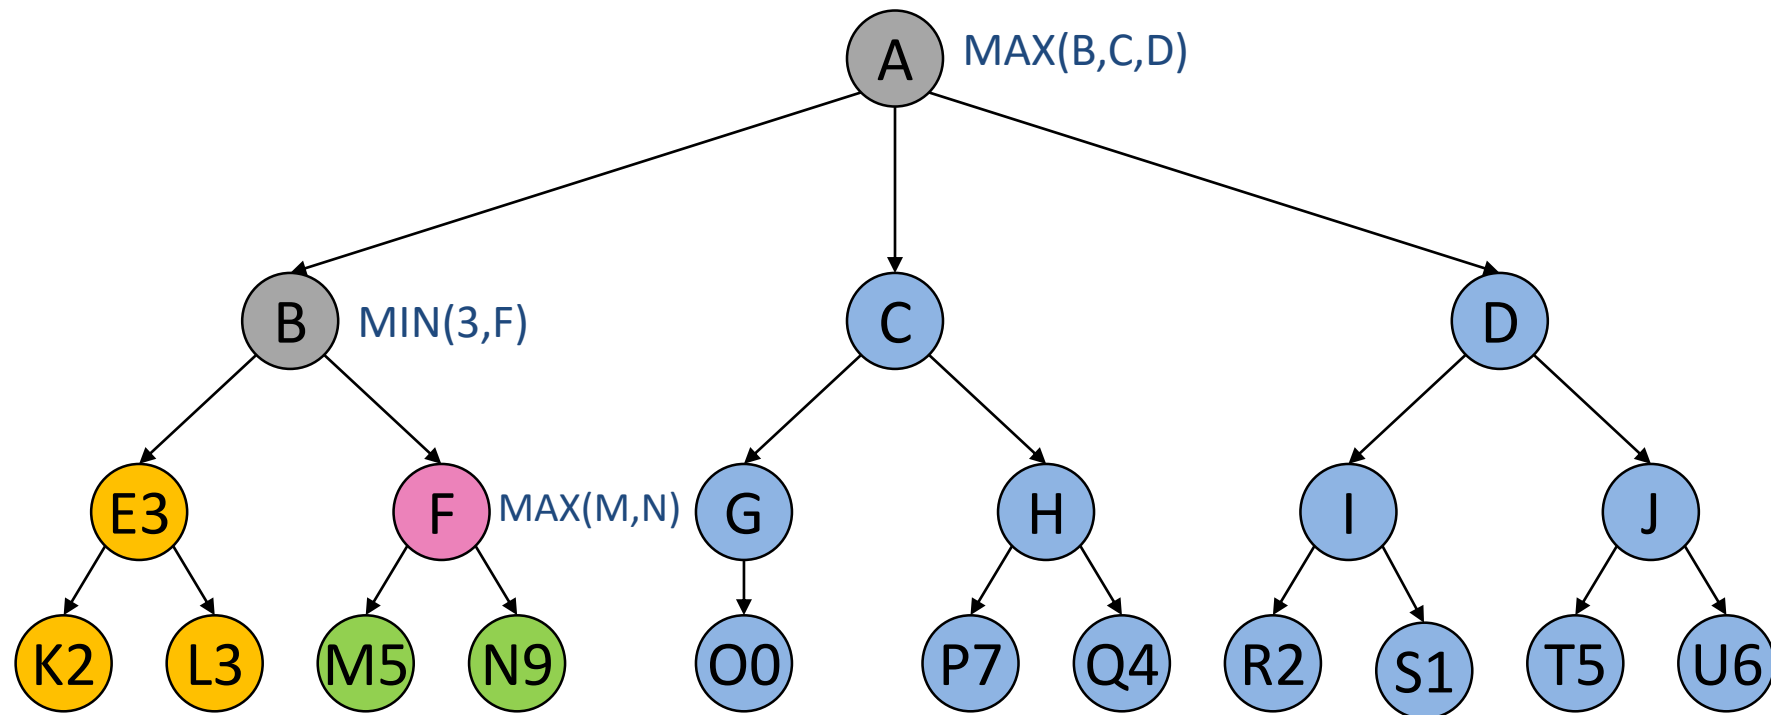 A MAX(B,C,D)
B MIN(3,F) C D
E3 F MAX(M,N) G H I J
K2 L3 M5 N9 O0 P7 Q4 R2 S1 T5 U6